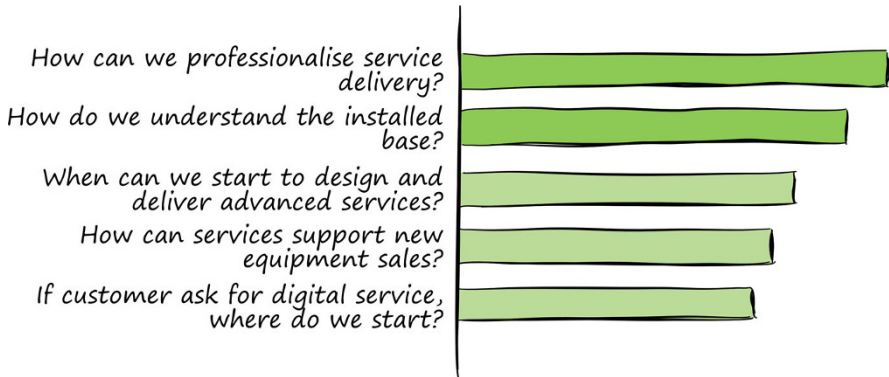 How can we professionalise service
delivery?
How do we understand the installed
base?
When can we start to design and
deliver advanced services?
How can services support new
equipment sales?
If customer ask for digital service,
where do we start?